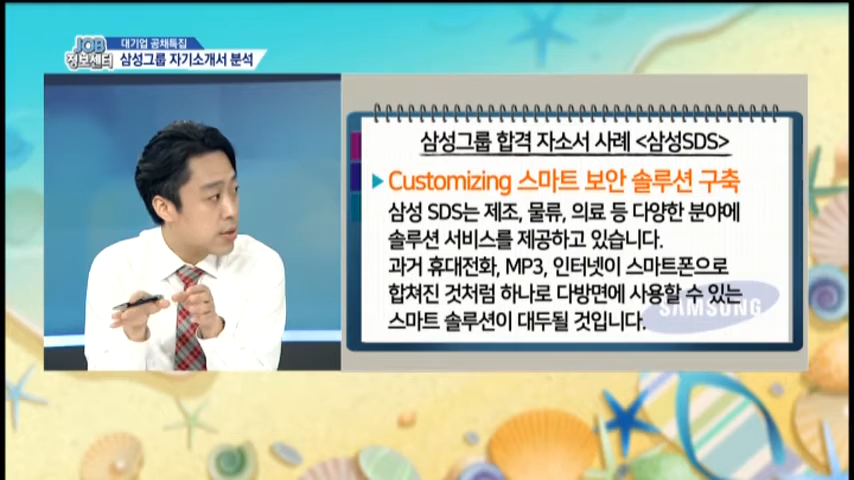 JOB
정보센터
대기업 공채특집
삼성그룹 자기소개서 분석
삼성그룹 합격 자소서 사례 <삼성SDS>
Customizing 스마트 보안 솔루션 구축
삼성 SDS는 제조, 물류, 의료 등 다양한 분야에
솔루션 서비스를 제공하고 있습니다.
과거 휴대전화, MP3, 인터넷이 스마트폰으로
합쳐진 것처럼 하나로 다방면에 사용할 수 있는
스마트 솔루션이 대두될 것입니다.
SAMSUNG